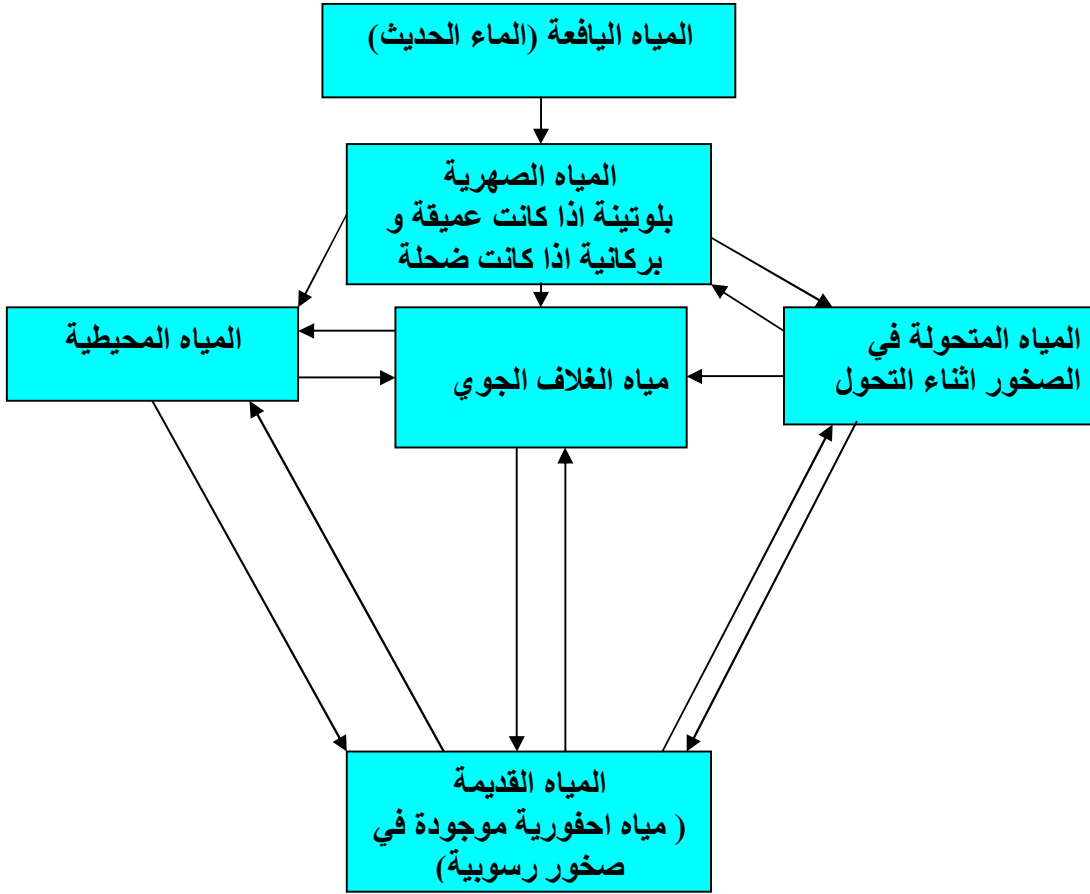 المياه اليافعة (الماء الحديث)
المياه الصهرية
بلوتينة اذا كانت عميقة و
بركانية اذا كانت ضحلة
المياه المتحولة في
الصخور اثناء التحول
مياه الغلاف الجوي
المياه المحيطية
المياه القديمة
( مياه احفورية موجودة في
صخور رسوبية)